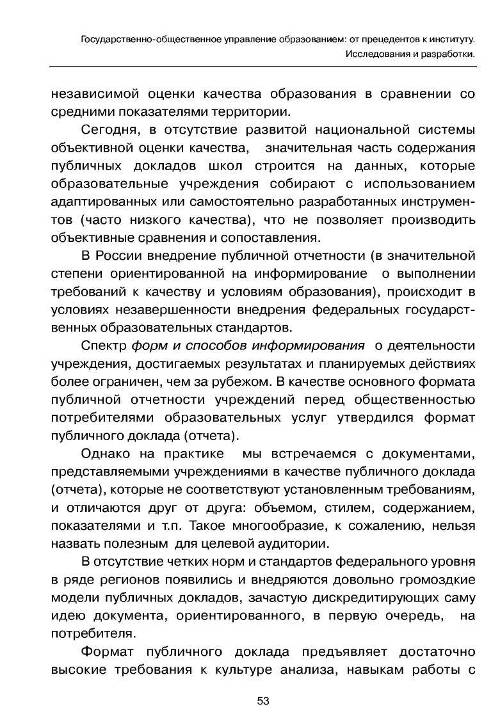 Государственно-общественное управление образованием: от прецедентов к институту.
Исследования и разработки.
независимой оценки качества образования в сравнении со
средними показателями территории.
Сегодня, в отсутствие развитой национальной системы
объективной оценки качества, значительная часть содержания
публичных докладов школ строится на данных, которые
образовательные учреждения собирают с использованием
адаптированных или самостоятельно разработанных инструмен-
тов (часто низкого качества), что не позволяет производить
объективные сравнения и сопоставления.
В России внедрение публичной отчетности (в значительной
степени ориентированной на информирование о выполнении
требований к качеству и условиям образования), происходит в
условиях незавершенности внедрения федеральных государст-
венных образовательных стандартов.
Спектр форм и способов информирования о деятельности
учреждения, достигаемых результатах и планируемых действиях
более ограничен, чем за рубежом. В качестве основного формата
публичной отчетности учреждений перед общественностью
потребителями образовательных услуг утвердился формат
публичного доклада (отчета).
Однако на практике мы встречаемся с документами,
представляемыми учреждениями в качестве публичного доклада
(отчета), которые не соответствуют установленным требованиям,
и отличаются друг от друга: объемом, стилем, содержанием,
показателями и т.п. Такое многообразие, к сожалению, нельзя
назвать полезным для целевой аудитории.
В отсутствие четких норм и стандартов федерального уровня
в ряде регионов появились и внедряются довольно громоздкие
модели публичных докладов, зачастую дискредитирующих саму
идею документа, ориентированного, в первую очередь, на
потребителя.
Формат публичного доклада предъявляет достаточно
высокие требования к культуре анализа, навыкам работы с
53